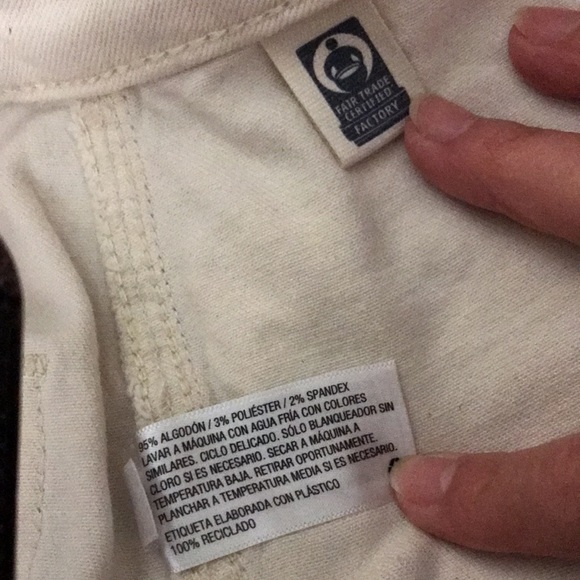 FAIR TRADE
CERTIFIED
FACTORY
95% ALGODÓN / 3% POLIÉSTER / 2% SPANDEX
LAVAR A MÁQUINA CON AGUA FRÍA CON COLORES
SIMILARES. CICLO DELICADO. SÓLO BLANQUEADOR SIN
CLORO SI ES NECESARIO. SECAR A MÁQUINA A
TEMPERATURA BAJA. RETIRAR OPORTUNAMENTE.
PLANCHAR A TEMPERATURA MEDIA SI ES NECESARIO.
ETIQUETA ELABORADA CON PLÁSTICO
100% RECICLADO